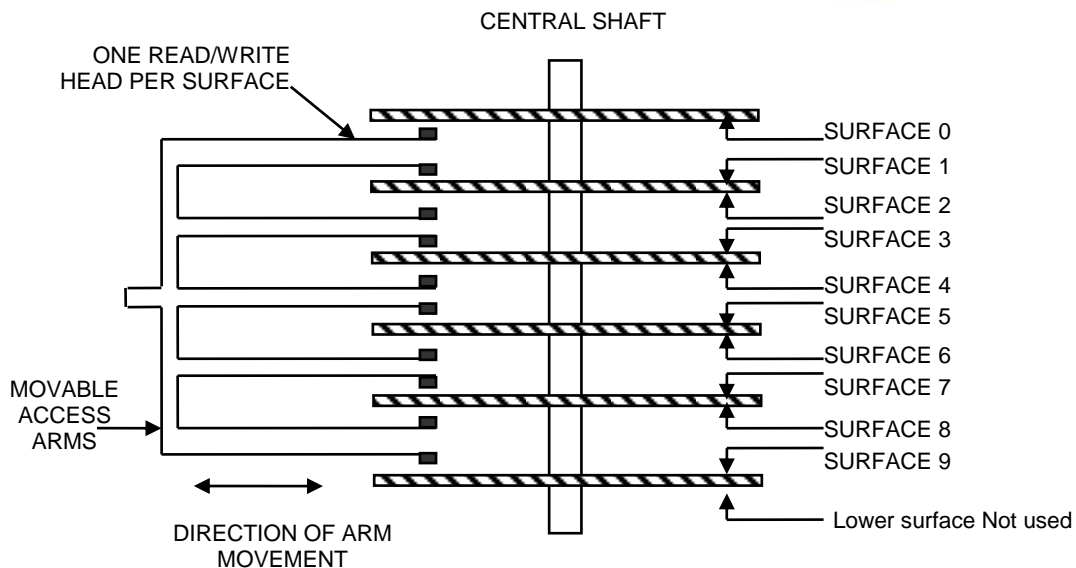 CENTRAL SHAFT
ONE READ/WRITE
HEAD PER SURFACE
SURFACE 0
SURFACE 1
SURFACE 2
SURFACE 3
SURFACE 4
SURFACE 5
SURFACE 6
SURFACE 7
MOVABLE
ACCESS
ARMS
SURFACE 8
SURFACE 9
Lower surface Not used
DIRECTION OF ARM
MOVEMENT